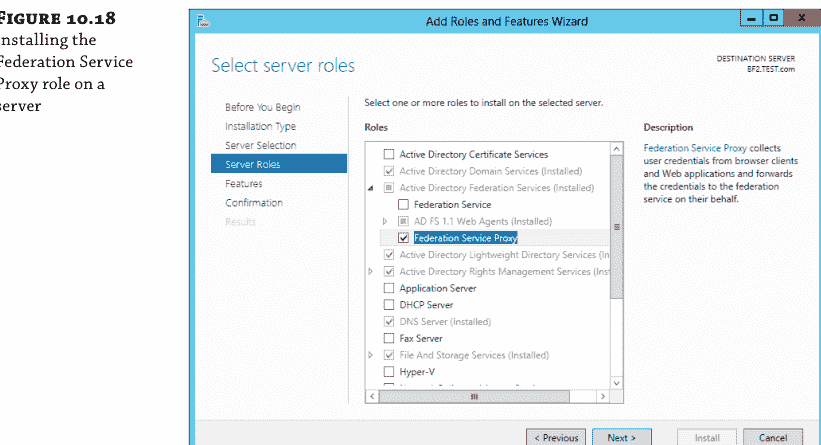 FIGURE 10.18
Installing the
Federation Service
Proxy role on a
server
Add Roles and Features Wizard
Select server roles
DESTINATION SERVER
BF2.TEST.com
Before You Begin
Installation Type
Server Selection
Server Roles
Features
Confirmation
Results
Select one or more roles to install on the selected server.
Roles
Active Directory Certificate Services
Active Directory Domain Services (Installed)
Active Directory Federation Services (Installed)
Federation Service
AD FS 1.1 Web Agents (Installed)
Federation Service Proxy
Active Directory Lightweight Directory Services (In
Active Directory Rights Management Services (Inst
Application Server
DHCP Server
DNS Server (Installed)
Fax Server
File And Storage Services (Installed)
Hyper-V
Description
Federation Service Proxy collects
user credentials from browser clients
and Web applications and forwards
the credentials to the federation
service on their behalf.
< Previous
Next >
Install
Cancel